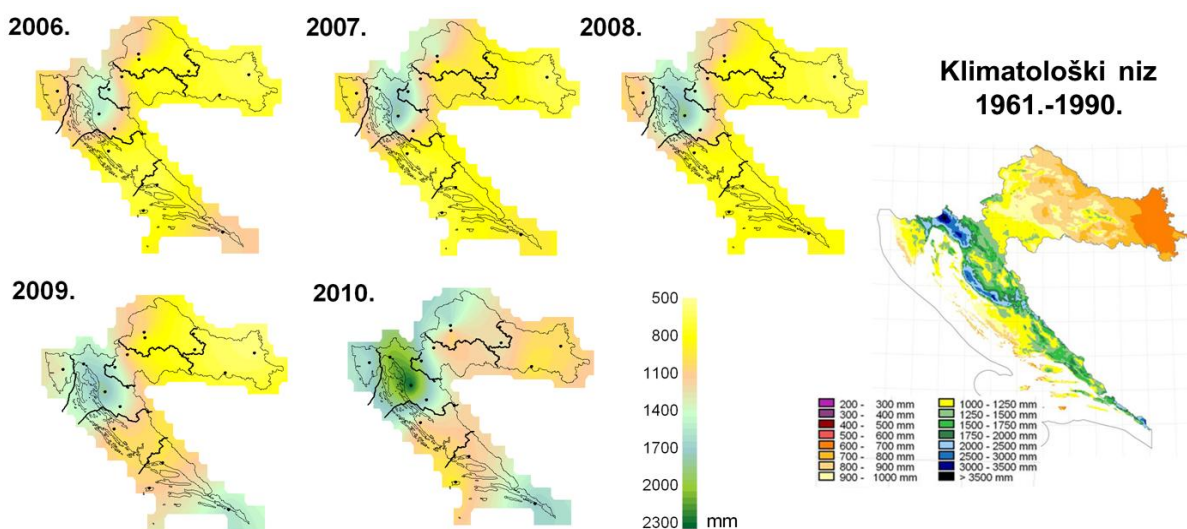 2006.
2007.
2008.
Klimatološki niz
1961.-1990.
2009.
2010.
500
800
1100
1400
1700
2000
2300 mm
200 - 300 mm
300 - 400 mm
400 - 500 mm
500 - 600 mm
600 - 700 mm
700 - 800 mm
800 - 900 mm
900 - 1000 mm
1000 - 1250 mm
1250 - 1500 mm
1500 - 1750 mm
1750 - 2000 mm
2000 - 2500 mm
2500 - 3000 mm
3000 - 3500 mm
> 3500 mm